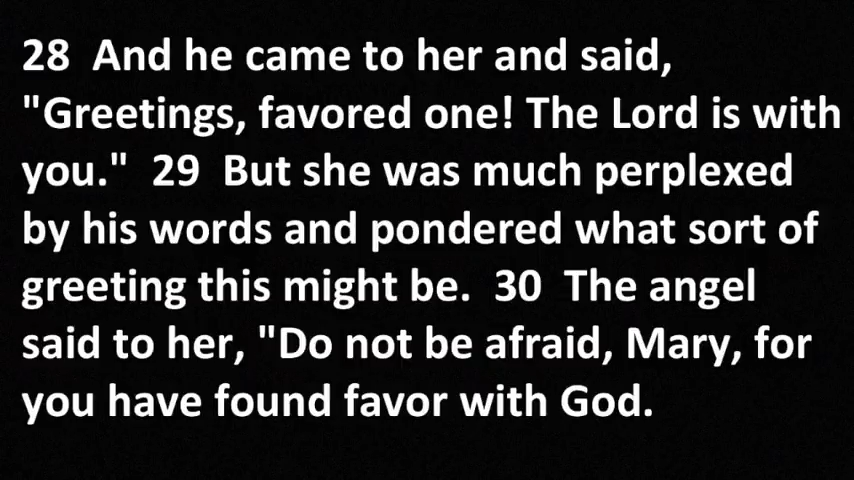 28  And he came to her and said,
"Greetings, favored one! The Lord is with
you."  29  But she was much perplexed
by his words and pondered what sort of
greeting this might be.  30  The angel
said to her, "Do not be afraid, Mary, for
you have found favor with God.